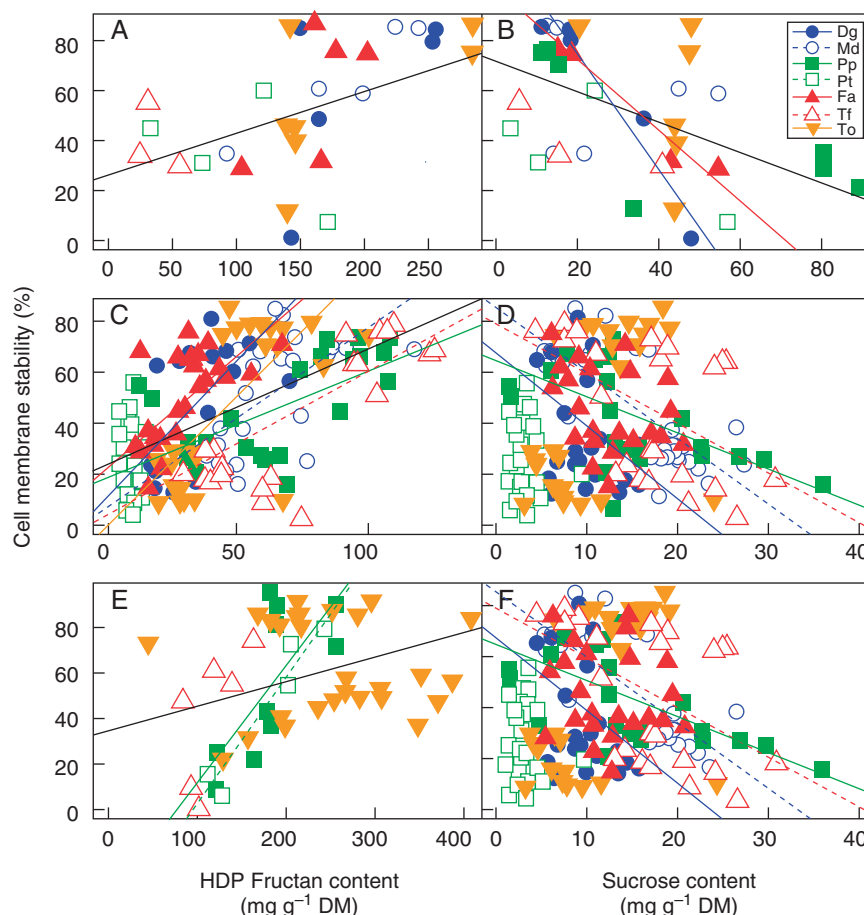 A
B
Dg
Md
Pp
Pt
Fa
Tf
To
80
60
40
20
0
0 50 100 150 200 250
0 20 40 60 80
Cell membrane stability (%)
C
D
80
60
40
20
0
0 50 100
0 10 20 30 40
E
F
80
60
40
20
0
0 100 200 300 400
0 10 20 30 40
HDP Fructan content
(mg g⁻¹ DM)
Sucrose content
(mg g⁻¹ DM)